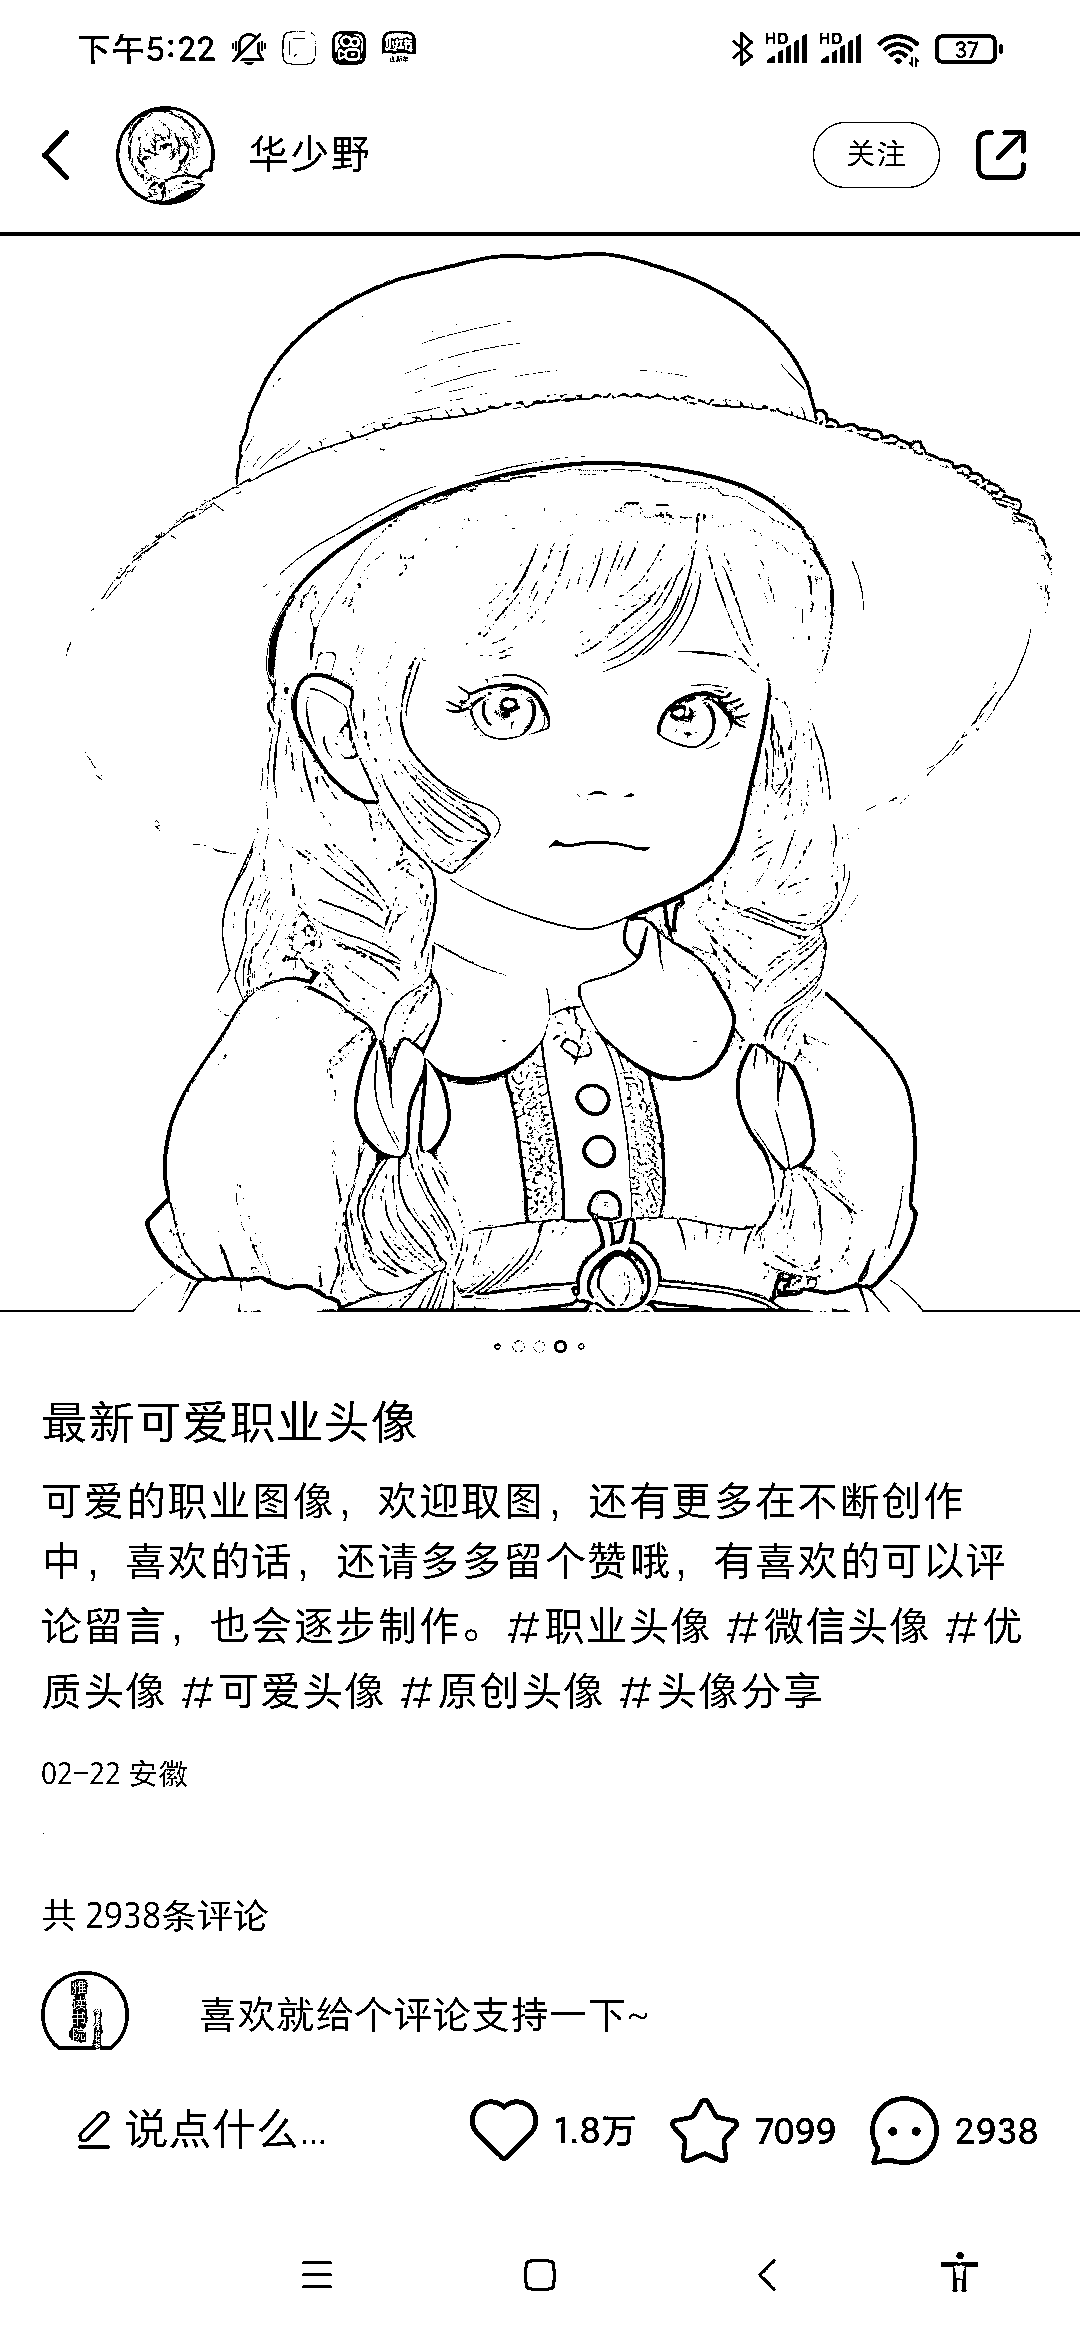 下午5:22 HD HD 37
华少野 关注
最新可爱职业头像
可爱的职业图像，欢迎取图，还有更多在不断创作
中，喜欢的话，还请多多留个赞哦，有喜欢的可以评
论留言，也会逐步制作。#职业头像 #微信头像 #优
质头像 #可爱头像 #原创头像 #头像分享
02-22 安徽
共 2938条评论
喜欢就给个评论支持一下~
说点什么... 1.8万 7099 2938